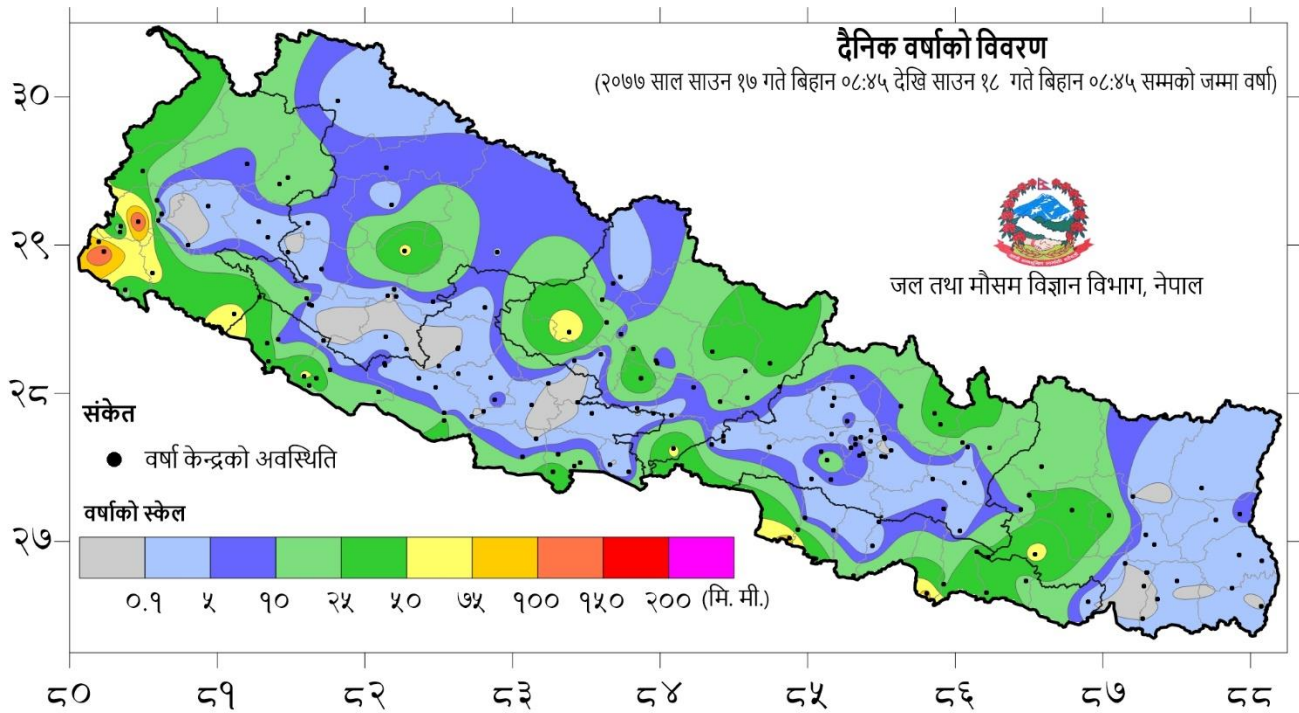 दैनिक वर्षाको विवरण
(२०७७ साल साउन १७ गते बिहान ०८:४५ देखि साउन १८ गते बिहान ०८:४५ सम्मको जम्मा वर्षा)
३०
२९
जल तथा मौसम विज्ञान विभाग, नेपाल
२८
संकेत
वर्षा केन्द्रको अवस्थिति
वर्षाको स्केल
२७
०.१ ५ १० २५ ५० ७५ १०० १५० २०० (मि. मी.)
८० ८१ ८२ ८३ ८४ ८५ ८६ ८७ ८८